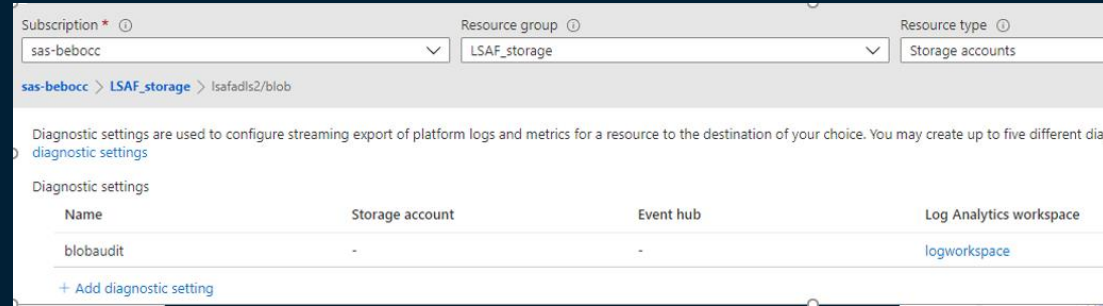 Subscription * Resource group Resource type
sas-bebocc LSAF_storage Storage accounts
sas-bebocc > LSAF_storage > lsafadls2/blob
Diagnostic settings are used to configure streaming export of platform logs and metrics for a resource to the destination of your choice. You may create up to five different dia
diagnostic settings
Diagnostic settings
Name Storage account Event hub Log Analytics workspace
blobaudit - - logworkspace
+ Add diagnostic setting